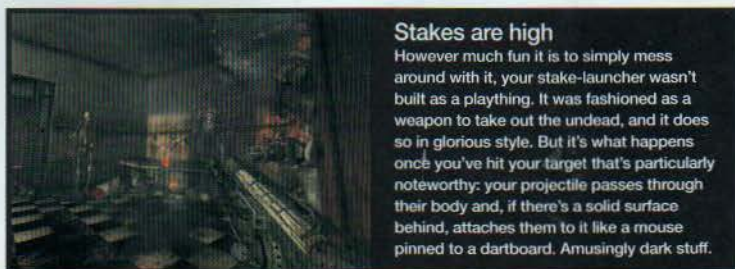 Stakes are high
However much fun it is to simply mess
around with it, your stake-launcher wasn't
built as a plaything. It was fashioned as a
weapon to take out the undead, and it does
so in glorious style. But it's what happens
once you've hit your target that's particularly
noteworthy: your projectile passes through
their body and, if there's a solid surface
behind, attaches them to it like a mouse
pinned to a dartboard. Amusingly dark stuff.